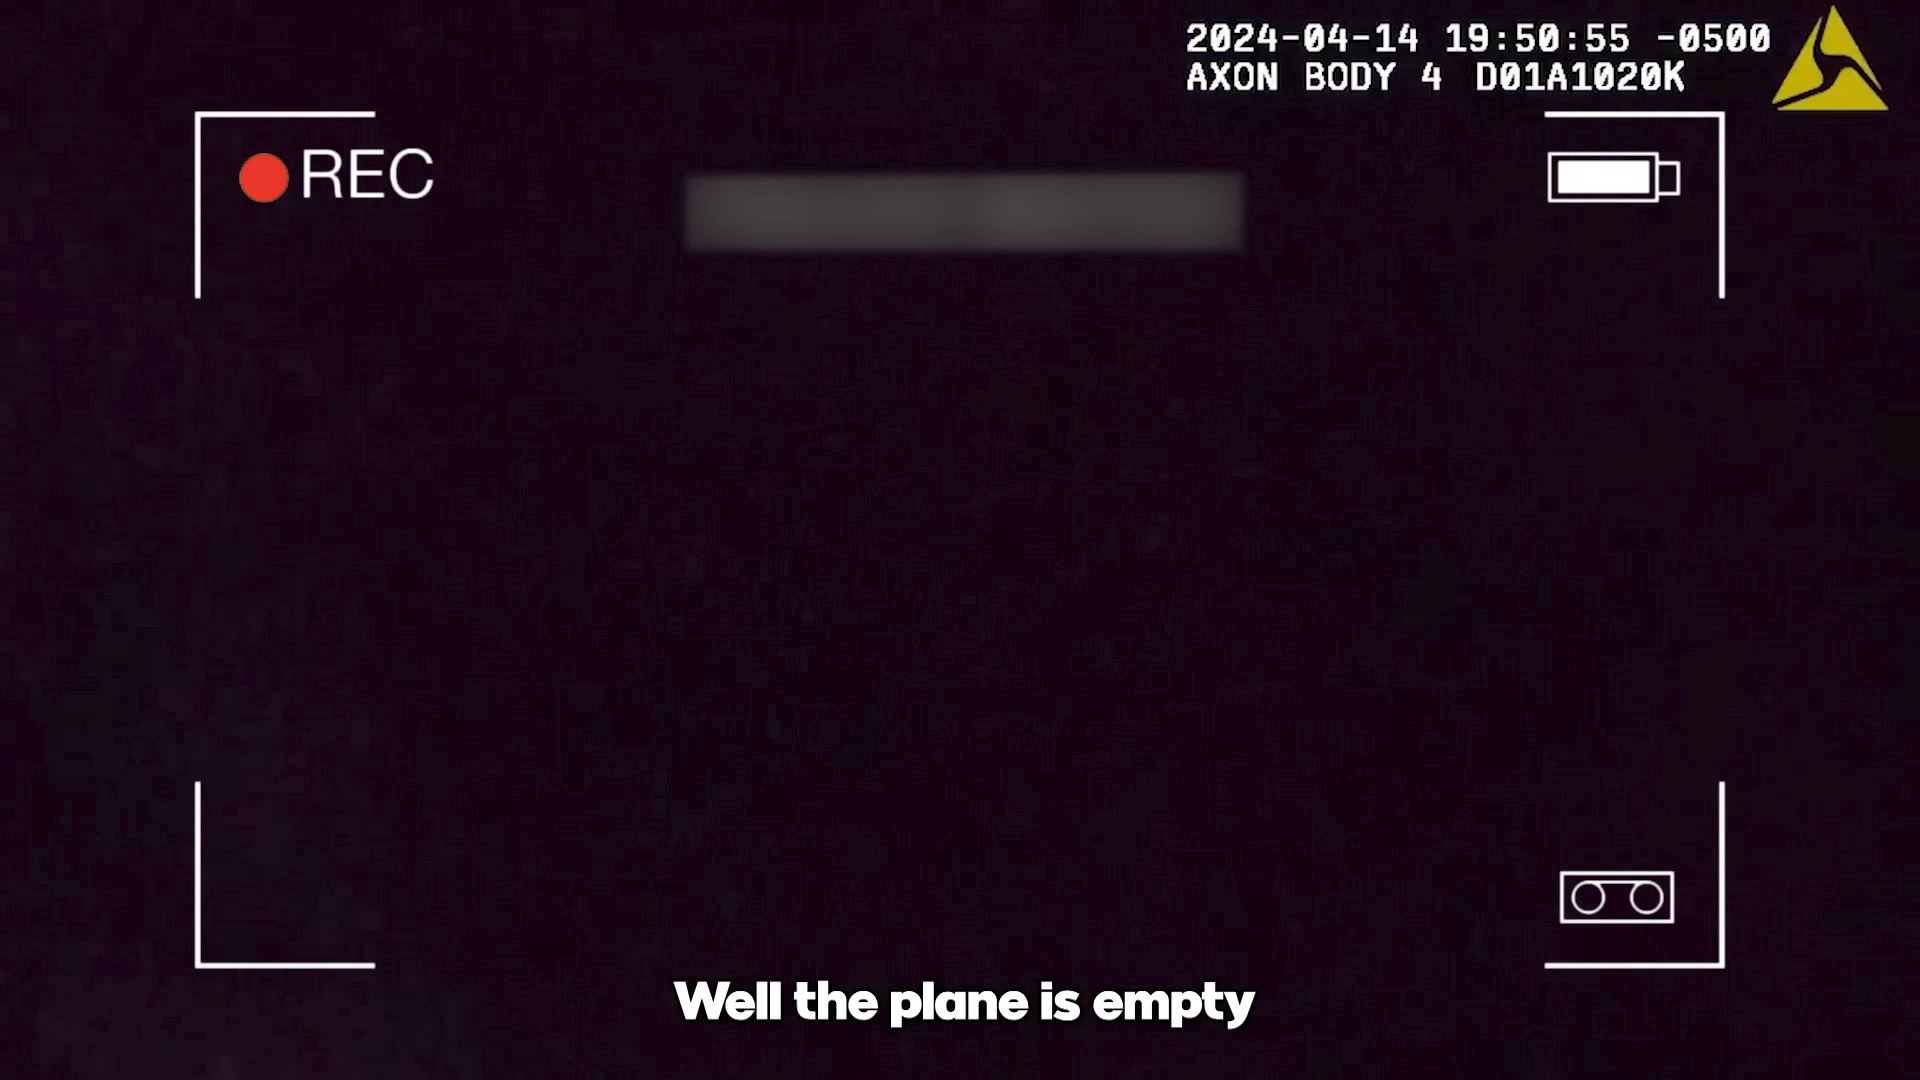 2024-04-14 19:50:55 -0500
AXON BODY 4 D01A1020K
REC
Well the plane is empty